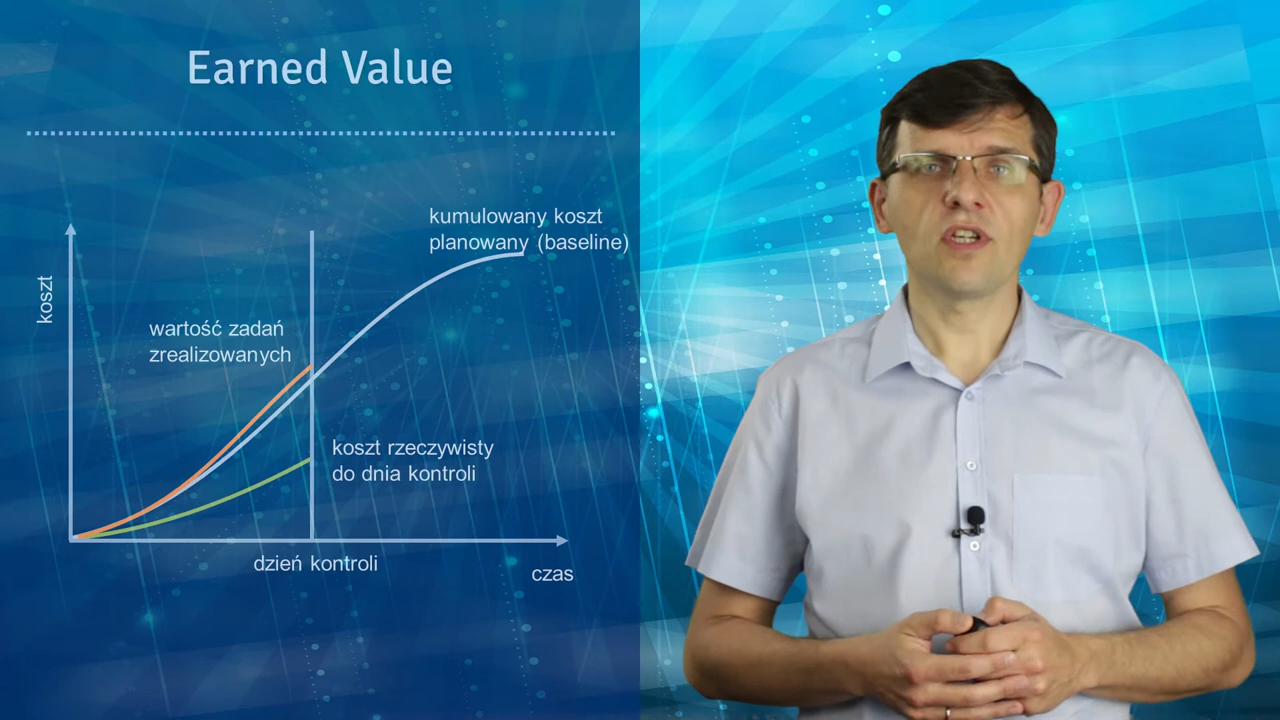 Earned Value
kumulowany koszt
planowany (baseline)
koszt
wartość zadań
zrealizowanych
koszt rzeczywisty
do dnia kontroli
dzień kontroli
czas